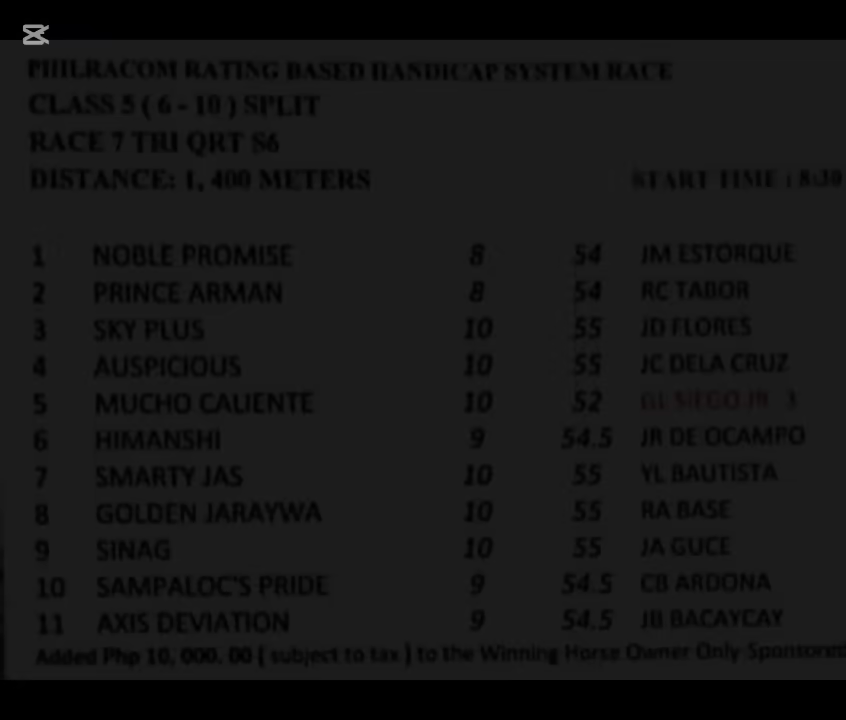 PHILRACOM RATING BASED HANDICAP SYSTEM RACE
CLASS 5 ( 6 - 10 ) SPLIT
RACE 7 TRI QRT S6
DISTANCE: 1, 400 METERS START TIME : 8:30
1 NOBLE PROMISE 8 54 JM ESTORQUE
2 PRINCE ARMAN 8 54 RC TABOR
3 SKY PLUS 10 55 JD FLORES
4 AUSPICIOUS 10 55 JC DELA CRUZ
5 MUCHO CALIENTE 10 52 SIEGO JR 3
6 HIMANSHI 9 54.5 JR DE OCAMPO
7 SMARTY JAS 10 55 YL BAUTISTA
8 GOLDEN JARAYWA 10 55 RA BASE
9 SINAG 10 55 JA GUCE
10 SAMPALOC'S PRIDE 9 54.5 CB ARDONA
11 AXIS DEVIATION 9 54.5 JB BACAYCAY
Added Php 10, 000. 00 ( subject to tax ) to the Winning Horse Owner Only Sponsored